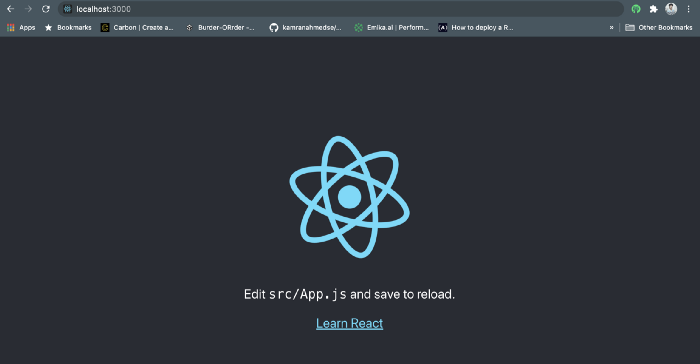 localhost:3000
Apps Bookmarks Carbon | Create a... Burder-ORrder -... kamranahmedse/... Emika.ai | Perform... How to deploy a R... » Other Bookmarks
Edit src/App.js and save to reload.
Learn React